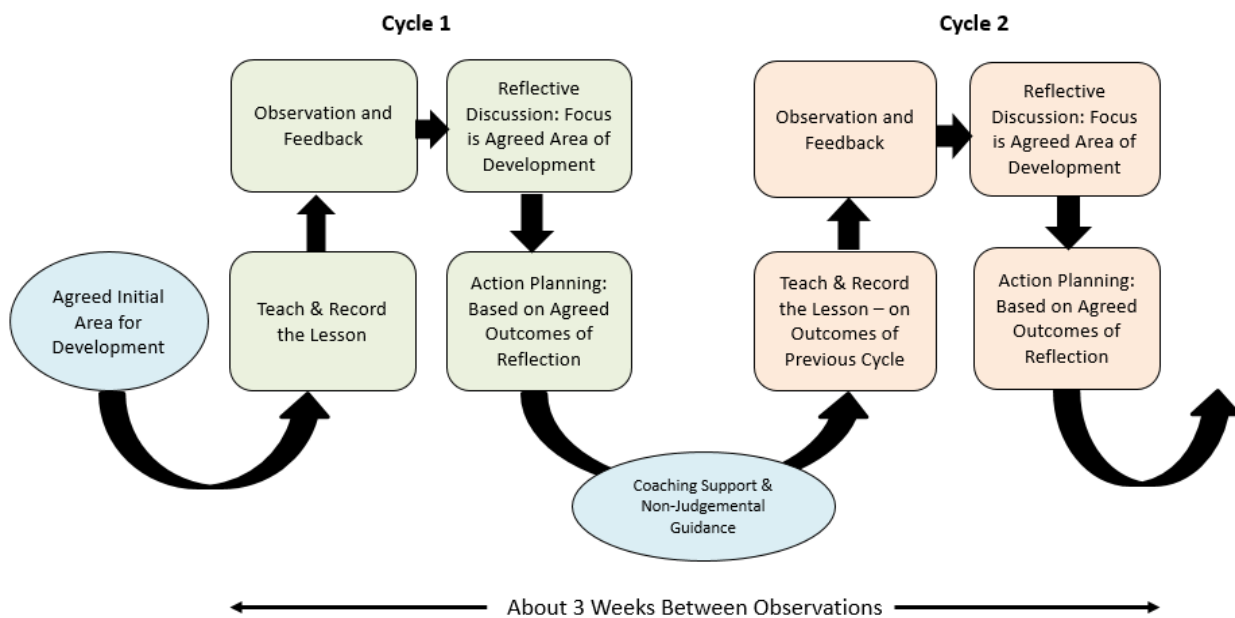 Cycle 1
Cycle 2
Observation and
Feedback
Reflective
Discussion: Focus
is Agreed Area of
Development
Observation and
Feedback
Reflective
Discussion: Focus
is Agreed Area of
Development
Agreed Initial
Area for
Development
Teach & Record
the Lesson
Action Planning:
Based on Agreed
Outcomes of
Reflection
Teach & Record
the Lesson – on
Outcomes of
Previous Cycle
Action Planning:
Based on Agreed
Outcomes of
Reflection
Coaching Support &
Non-Judgemental
Guidance
About 3 Weeks Between Observations